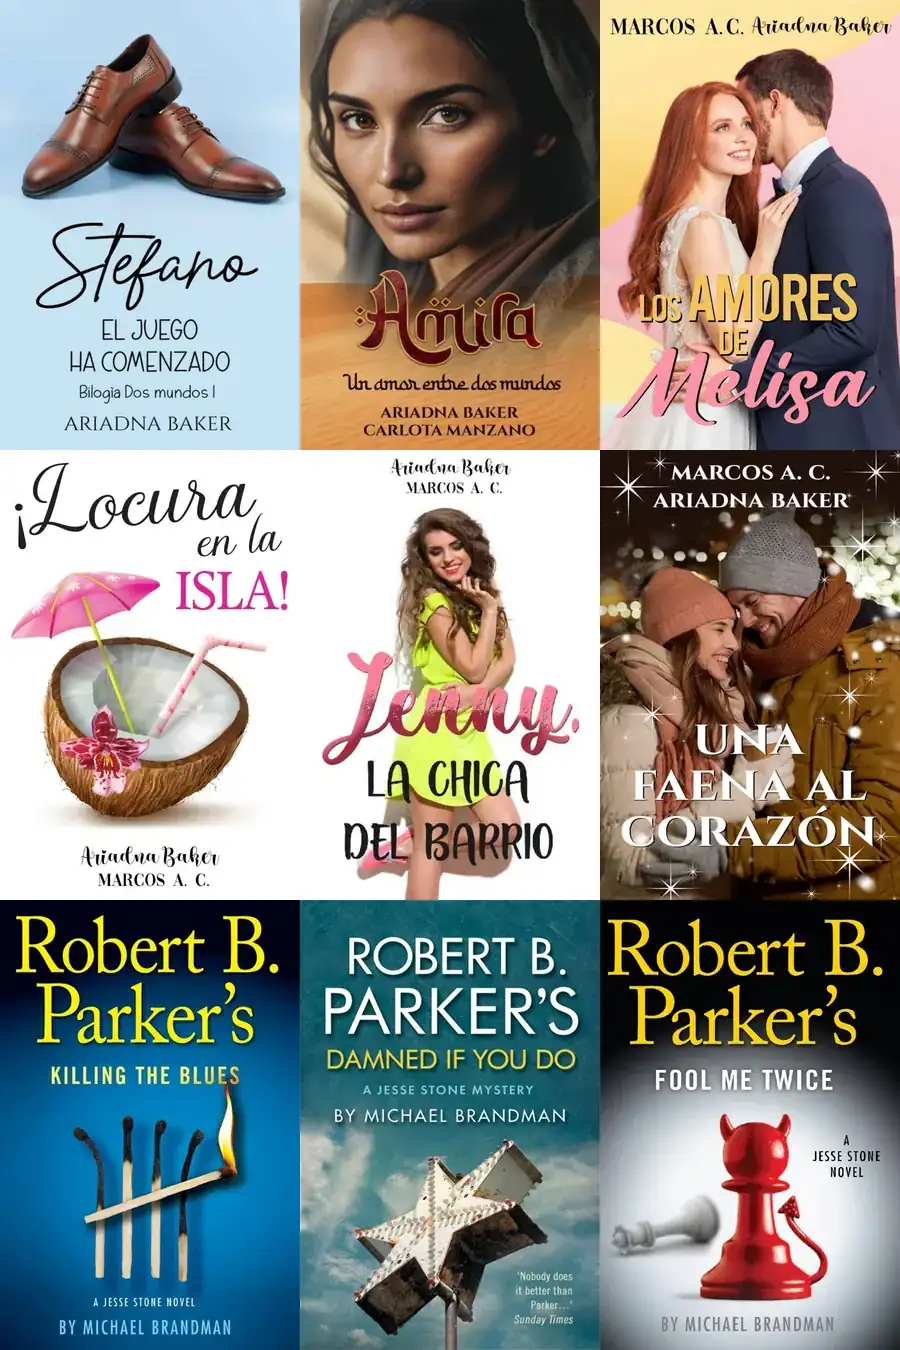 Stefano
EL JUEGO
HA COMENZADO
Bilogía Dos mundos I
ARIADNA BAKER
Amira
Un amor entre dos mundos
ARIADNA BAKER
CARLOTA MANZANO
MARCOS A.C. Ariadna Baker
LOS AMORES
DE
Melisa
¡Locura
en la
ISLA!
Ariadna Baker
MARCOS A. C.
Ariadna Baker
MARCOS A. C.
Jenny,
LA CHICA
DEL BARRIO
MARCOS A. C.
ARIADNA BAKER
UNA
FAENA AL
CORAZÓN
Robert B.
Parker's
KILLING THE BLUES
A JESSE STONE NOVEL
BY MICHAEL BRANDMAN
ROBERT B.
PARKER'S
DAMNED IF YOU DO
A JESSE STONE MYSTERY
BY MICHAEL BRANDMAN
'Nobody does
it better than
Parker...'
Sunday Times
Robert B.
Parker's
FOOL ME TWICE
A
JESSE STONE
NOVEL
BY MICHAEL BRANDMAN